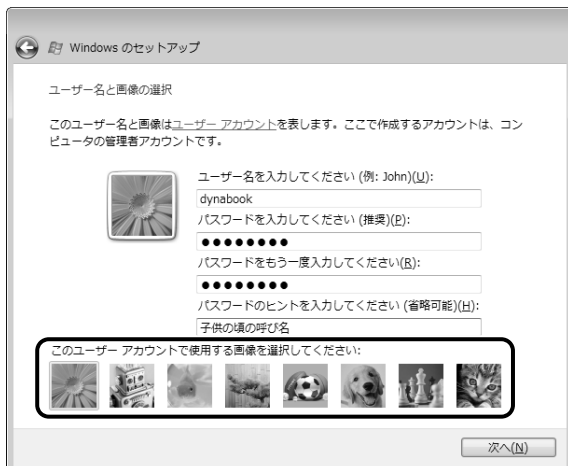 Windows のセットアップ
ユーザー名と画像の選択
このユーザー名と画像はユーザー アカウントを表します。ここで作成するアカウントは、コン
ピュータの管理者アカウントです。
ユーザー名を入力してください (例: John)(U):
dynabook
パスワードを入力してください (推奨)(P):
●●●●●●●●
パスワードをもう一度入力してください(R):
●●●●●●●●
パスワードのヒントを入力してください (省略可能)(H):
子供の頃の呼び名
このユーザー アカウントで使用する画像を選択してください:
次へ(N)